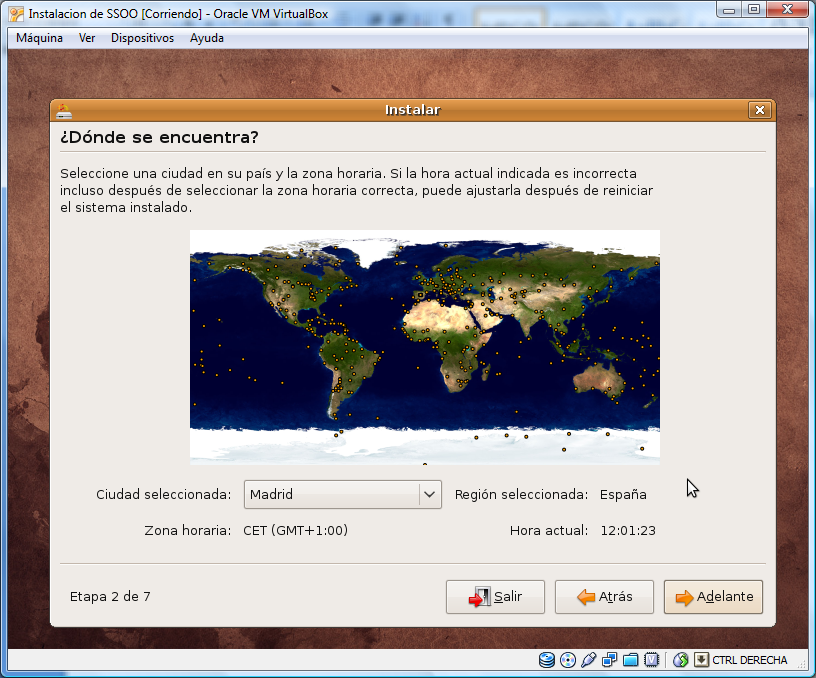 Instalacion de SSOO [Corriendo] - Oracle VM VirtualBox
Máquina Ver Dispositivos Ayuda
Instalar
¿Dónde se encuentra?
Seleccione una ciudad en su país y la zona horaria. Si la hora actual indicada es incorrecta
incluso después de seleccionar la zona horaria correcta, puede ajustarla después de reiniciar
el sistema instalado.
Ciudad seleccionada: Madrid Región seleccionada: España
Zona horaria: CET (GMT+1:00) Hora actual: 12:01:23
Etapa 2 de 7 Salir Atrás Adelante
CTRL DERECHA